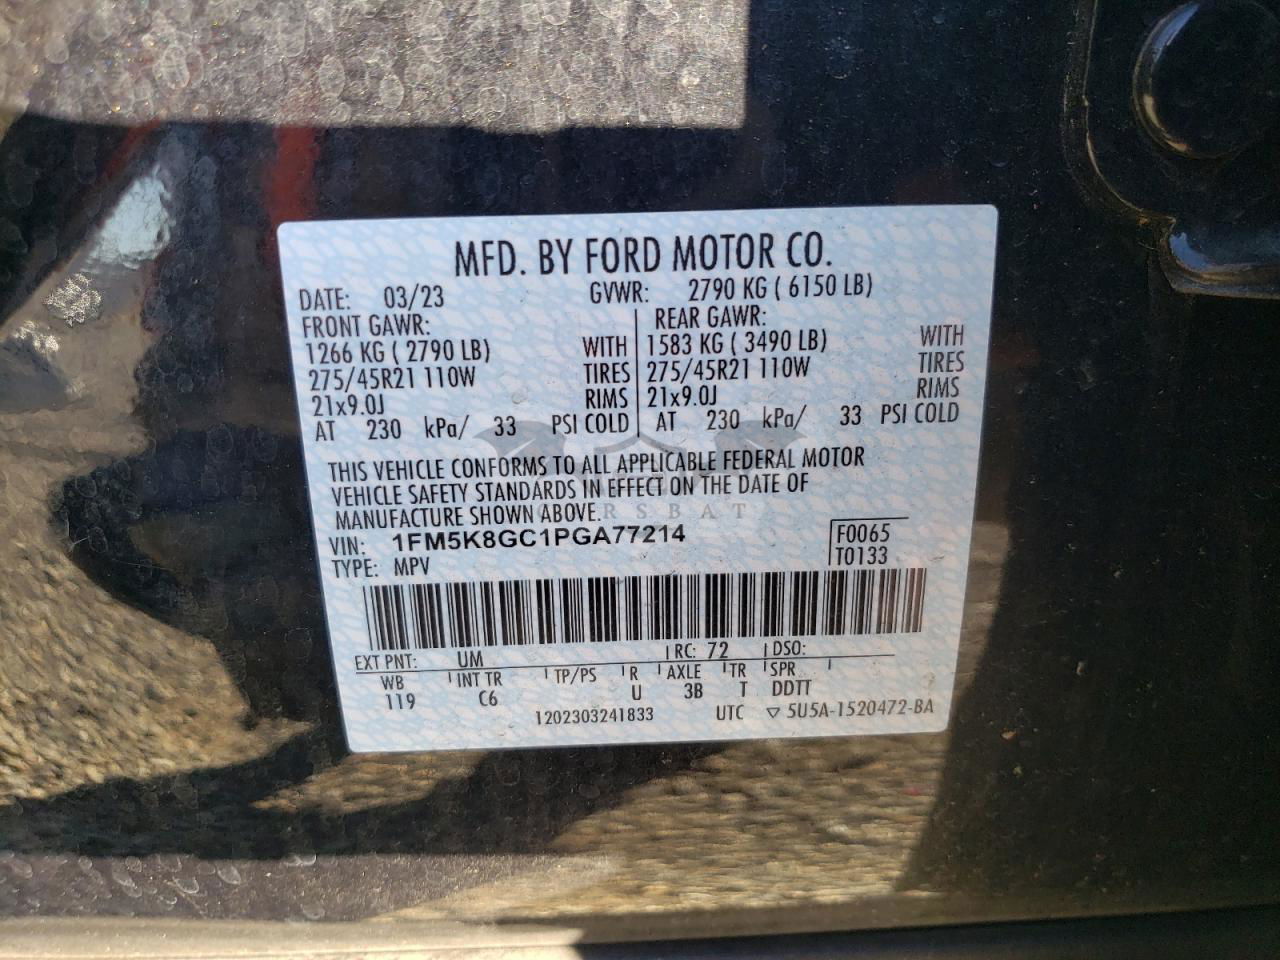 MFD. BY FORD MOTOR CO.
DATE: 03/23 GVWR: 2790 KG ( 6150 LB)
FRONT GAWR: REAR GAWR:
1266 KG ( 2790 LB) WITH 1583 KG ( 3490 LB) WITH
275/45R21 110W TIRES 275/45R21 110W TIRES
21x9.0J RIMS 21x9.0J RIMS
AT 230 kPa/ 33 PSI COLD AT 230 kPa/ 33 PSI COLD
THIS VEHICLE CONFORMS TO ALL APPLICABLE FEDERAL MOTOR
VEHICLE SAFETY STANDARDS IN EFFECT ON THE DATE OF
MANUFACTURE SHOWN ABOVE.
VIN: 1FM5K8GC1PGA77214 F0065
TYPE: MPV T0133
EXT PNT: UM RC: 72 DSO:
WB INT TR TP/PS R AXLE TR SPR
119 C6 U 3B T DDTT
1202303241833 UTC ▽ 5U5A-1520472-BA